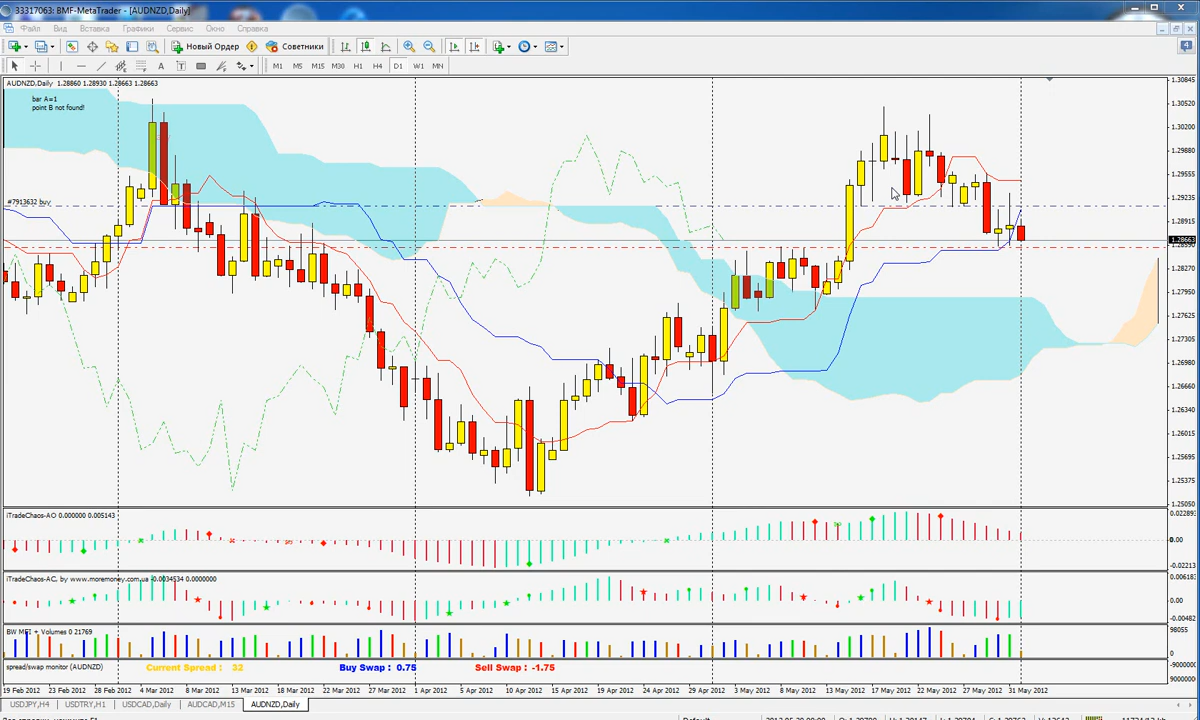 33317063: BMF-MetaTrader - [AUDNZD,Daily]
Файл Вид Вставка Графики Сервис Окно Справка
Новый Ордер Советники
A T M1 M5 M15 M30 H1 H4 D1 W1 MN
AUDNZD,Daily 1.28860 1.28930 1.28663 1.28663
bar A=1
point B not found!
#7913632 buy
1.30845
1.30520
1.30200
1.29880
1.29555
1.29235
1.28915
1.28663
1.28270
1.27950
1.27625
1.27305
1.26980
1.26660
1.26340
1.26015
1.25695
1.25375
1.25050
iTradeChaos-AO 0.000000 0.005143
0.00
-0.02213
iTradeChaos-AC, by www.moremoney.com.ua -0.0034534 0.0000000
0.00
-0.00482
BW MFI + Volumes 0 21769
98055
0
spread/swap monitor (AUDNZD) Current Spread : 32 Buy Swap : 0.75 Sell Swap : -1.75
19 Feb 2012 23 Feb 2012 28 Feb 2012 4 Mar 2012 8 Mar 2012 13 Mar 2012 18 Mar 2012 22 Mar 2012 27 Mar 2012 1 Apr 2012 5 Apr 2012 10 Apr 2012 15 Apr 2012 19 Apr 2012 24 Apr 2012 29 Apr 2012 3 May 2012 8 May 2012 13 May 2012 17 May 2012 22 May 2012 27 May 2012 31 May 2012
USDJPY,H4 USDTRY,H1 USDCAD,Daily AUDCAD,M15 AUDNZD,Daily